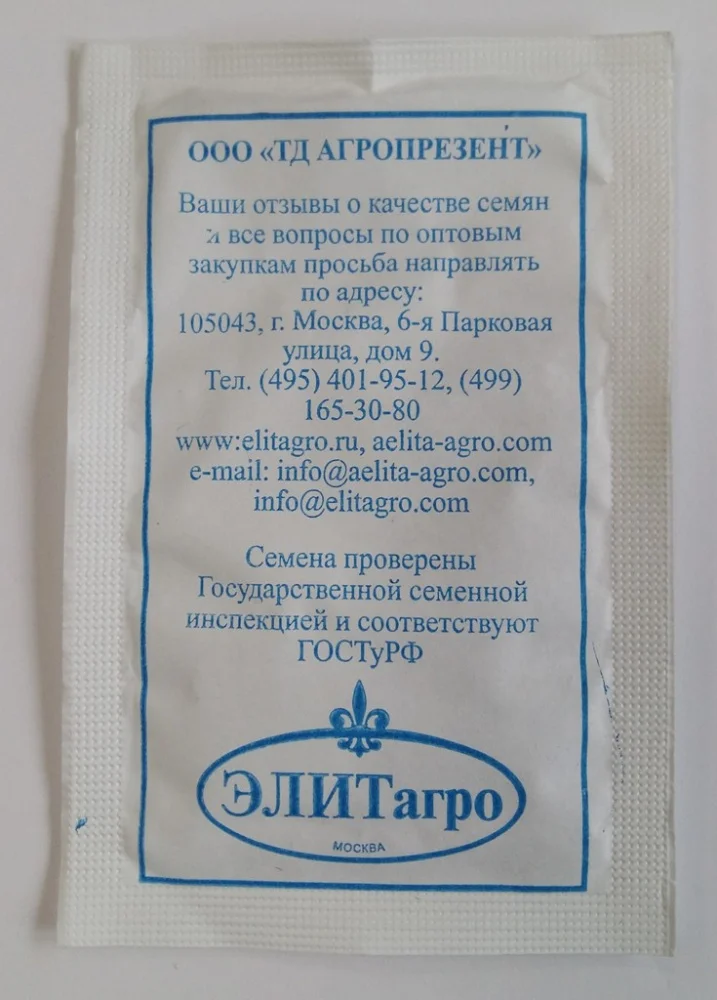 ООО «ТД АГРОПРЕЗЕНТ»
Ваши отзывы о качестве семян
и все вопросы по оптовым
закупкам просьба направлять
по адресу:
105043, г. Москва, 6-я Парковая
улица, дом 9.
Тел. (495) 401-95-12, (499)
165-30-80
www:elitagro.ru, aelita-agro.com
e-mail: info@aelita-agro.com,
info@elitagro.com
Семена проверены
Государственной семенной
инспекцией и соответствуют
ГОСТуРФ
ЭЛИТагро
МОСКВА